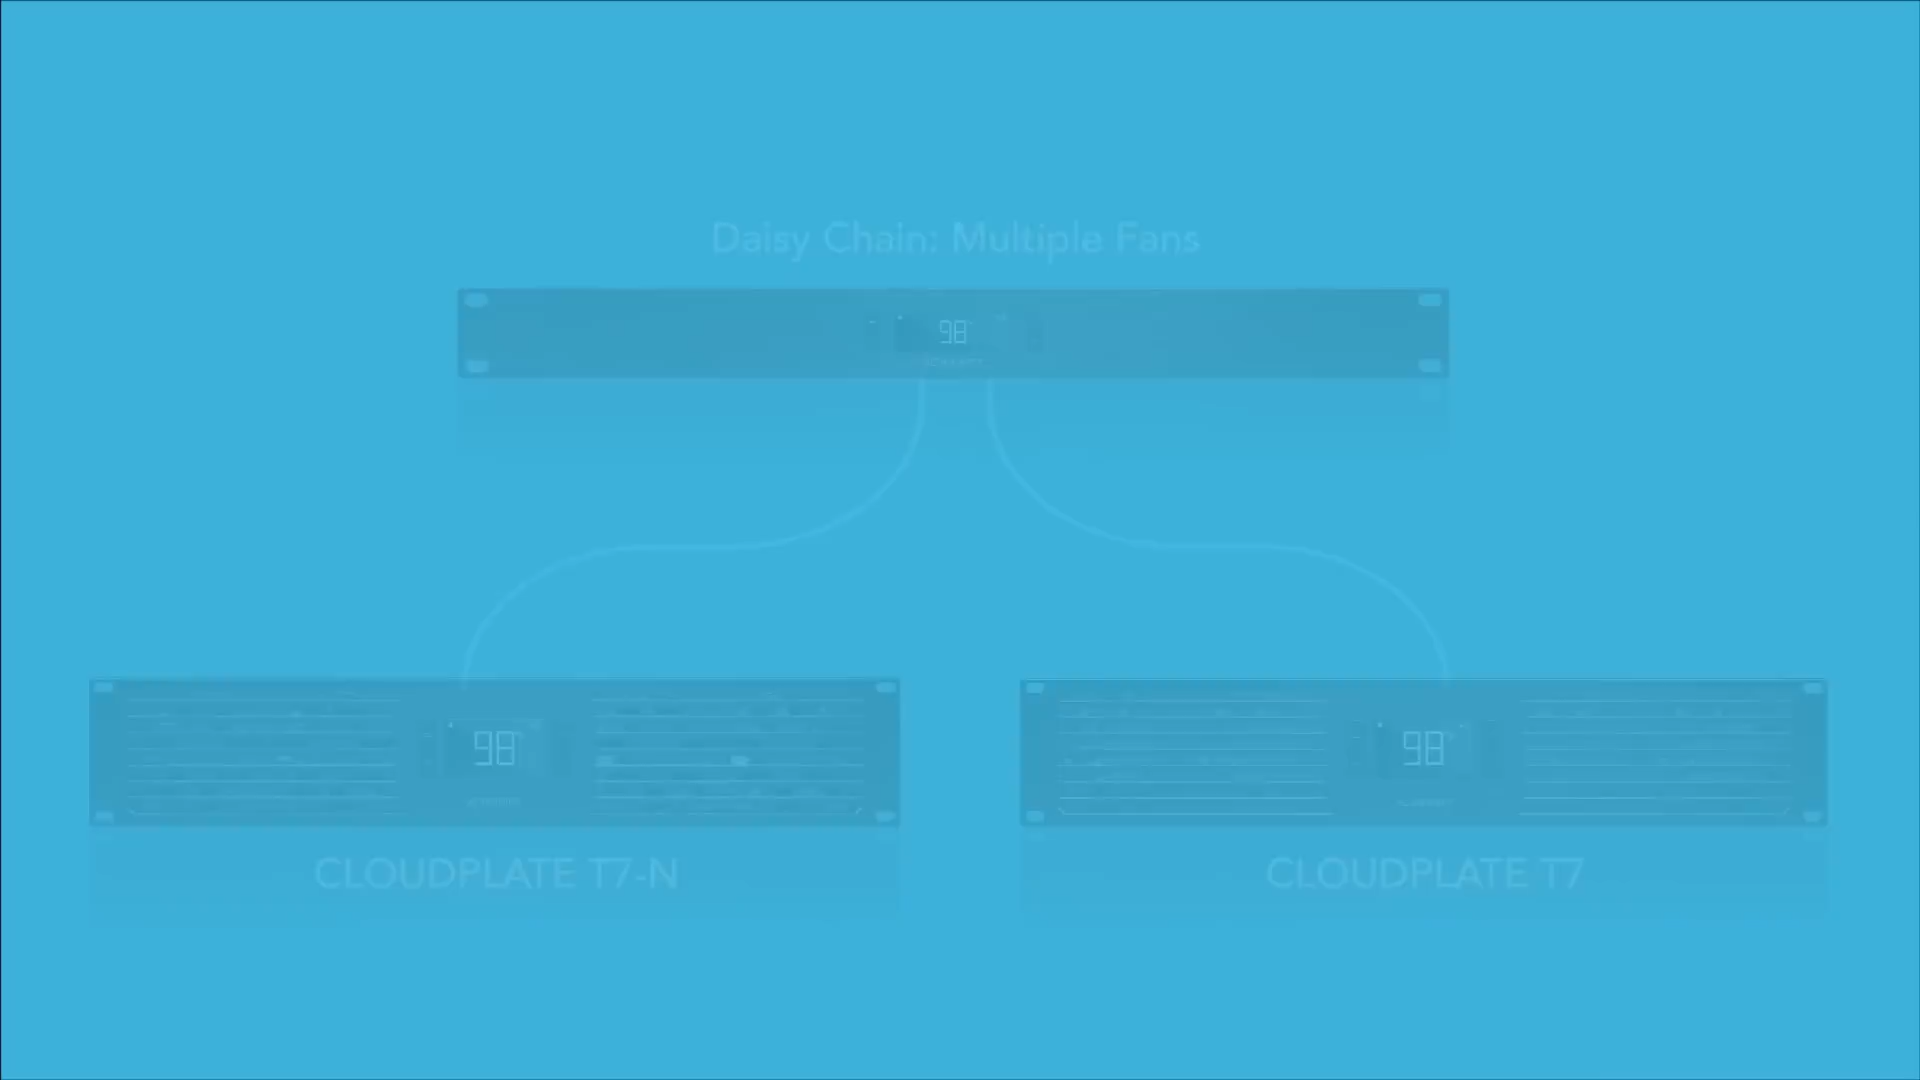 Daisy Chain: Multiple Fans
98
98
98
CLOUDPLATE T7-N
CLOUDPLATE T7